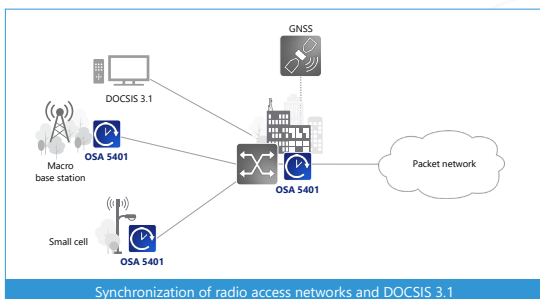 GNSS
DOCSIS 3.1
OSA 5401
Macro
base station
OSA 5401
Packet network
Small cell
OSA 5401
Synchronization of radio access networks and DOCSIS 3.1